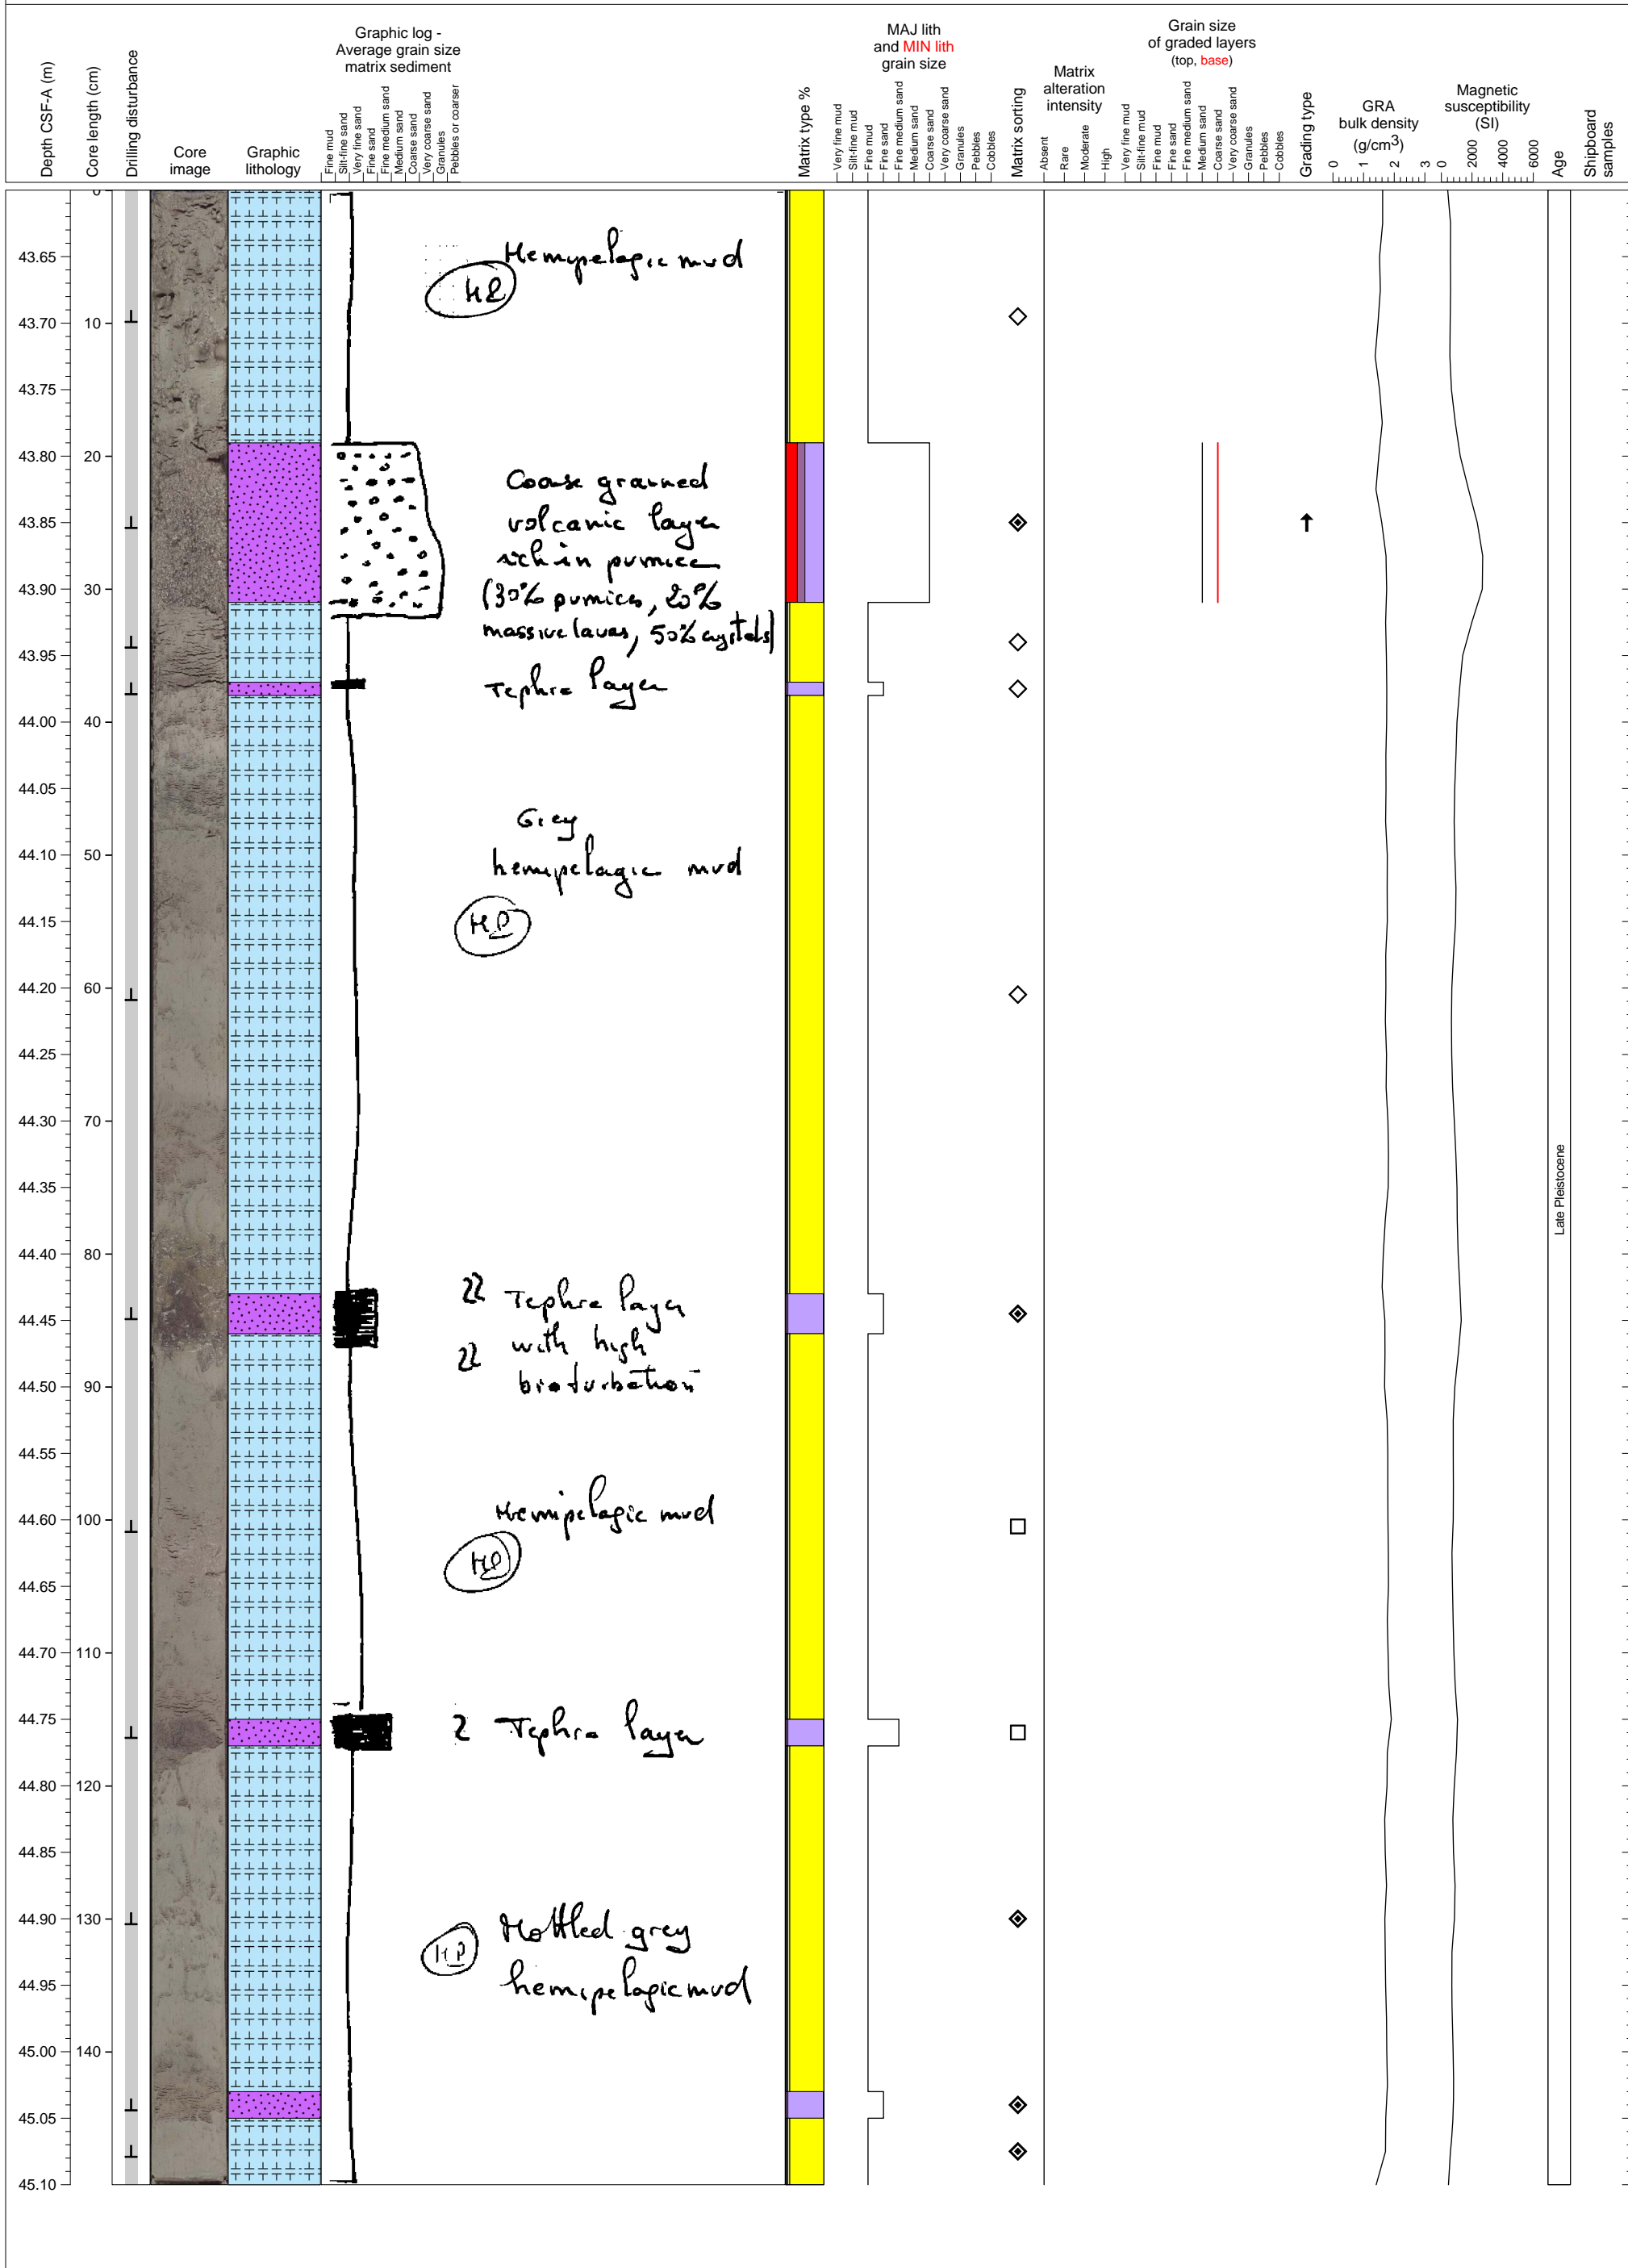 Depth CSF-A (m)
Core length (cm)
Drilling disturbance
Core
image
Graphic
lithology
Graphic log -
Average grain size
matrix sediment
Fine mud
Silt-fine sand
Very fine sand
Fine sand
Fine medium sand
Medium sand
Coarse sand
Very coarse sand
Granules
Pebbles or coarser
Matrix type %
MAJ lith
and MIN lith
grain size
Very fine mud
Silt-fine mud
Fine mud
Fine sand
Fine medium sand
Medium sand
Coarse sand
Very coarse sand
Granules
Pebbles
Cobbles
Matrix sorting
Matrix
alteration
intensity
Absent
Rare
Moderate
High
Grain size
of graded layers
(top, base)
Very fine mud
Silt-fine mud
Fine mud
Fine sand
Fine medium sand
Medium sand
Coarse sand
Very coarse sand
Granules
Pebbles
Cobbles
Grading type
GRA
bulk density
(g/cm3)
0 1 2 3
Magnetic
susceptibility
(SI)
0 2000 4000 6000
Age
Shipboard
samples
0
43.65
Hemipelagic mud
43.70 10
43.75
43.80 20
Coarse grained
volcanic layer
43.85
rich in pumice
43.90 30
(30% pumices, 20%
massive lavas, 50% crystals)
43.95
Tephra layer
44.00 40
44.05
Grey
44.10 50
hemipelagic mud
HP
44.15
44.20 60
44.25
44.30 70
44.35
Late Pleistocene
44.40 80
Tephra layer
44.45
with high
bioturbation
44.50 90
44.55
Hemipelagic mud
44.60 100
HP
44.65
44.70 110
44.75
Tephra layer
44.80 120
44.85
44.90 130
Mottled grey
HP
hemipelagic mud
44.95
45.00 140
45.05
45.10